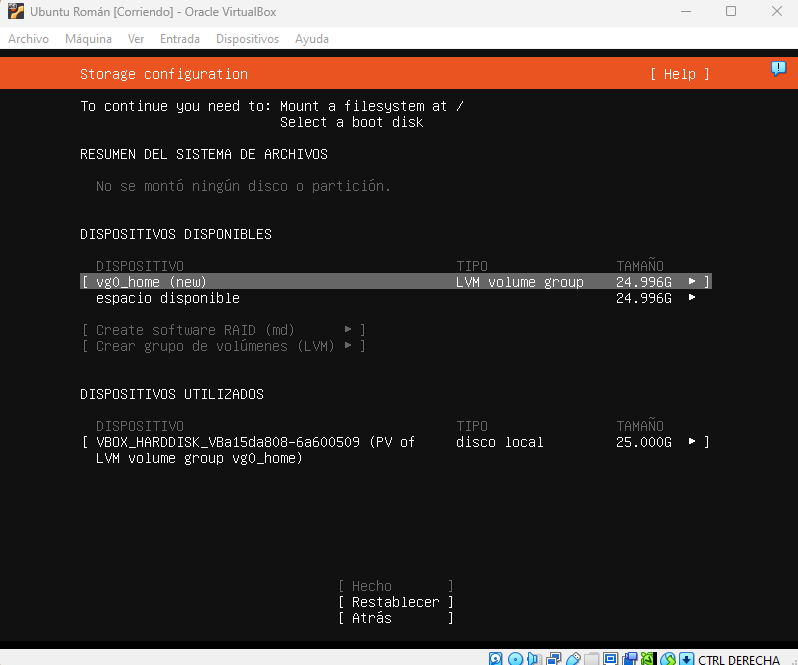 Ubuntu Román [Corriendo] - Oracle VirtualBox
Archivo Máquina Ver Entrada Dispositivos Ayuda
Storage configuration [ Help ]
To continue you need to: Mount a filesystem at /
Select a boot disk
RESUMEN DEL SISTEMA DE ARCHIVOS
No se montó ningún disco o partición.
DISPOSITIVOS DISPONIBLES
DISPOSITIVO TIPO TAMAÑO
[ vg0_home (new) LVM volume group 24.996G ▸ ]
espacio disponible 24.996G ▸
[ Create software RAID (md) ▸ ]
[ Crear grupo de volúmenes (LVM) ▸ ]
DISPOSITIVOS UTILIZADOS
DISPOSITIVO TIPO TAMAÑO
[ VBOX_HARDDISK_VBa15da808-6a600509 (PV of disco local 25.000G ▸ ]
LVM volume group vg0_home)
[ Hecho ]
[ Restablecer ]
[ Atrás ]
CTRL DERECHA